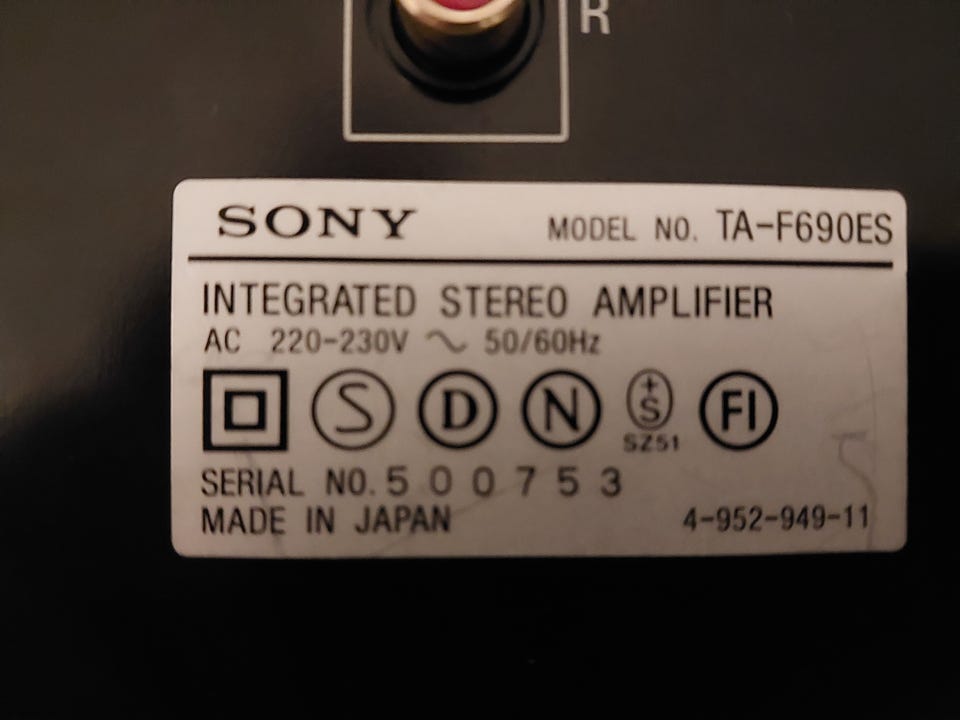 R
SONY MODEL NO. TA-F690ES
INTEGRATED STEREO AMPLIFIER
AC 220-230V ~ 50/60Hz
S D N +S FI
SZ51
SERIAL NO. 500753
MADE IN JAPAN 4-952-949-11